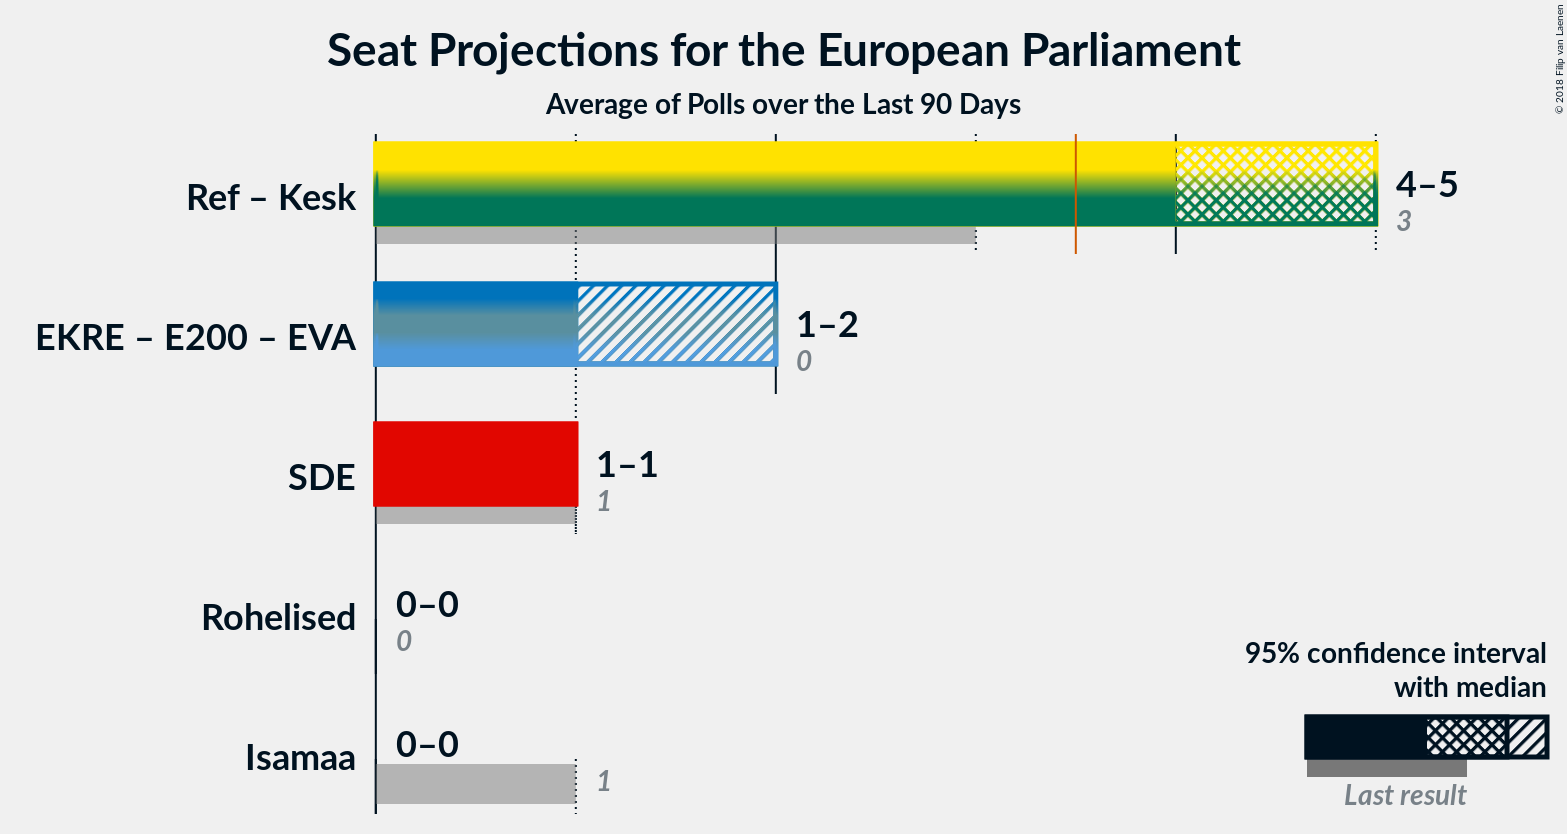 Seat Projections for the European Parliament
Average of Polls over the Last 90 Days
© 2018 Filip van Laenen
Ref – Kesk
4–5
3
EKRE – E200 – EVA
1–2
0
SDE
1–1
1
Rohelised
0–0
0
Isamaa
0–0
1
95% confidence interval
with median
Last result